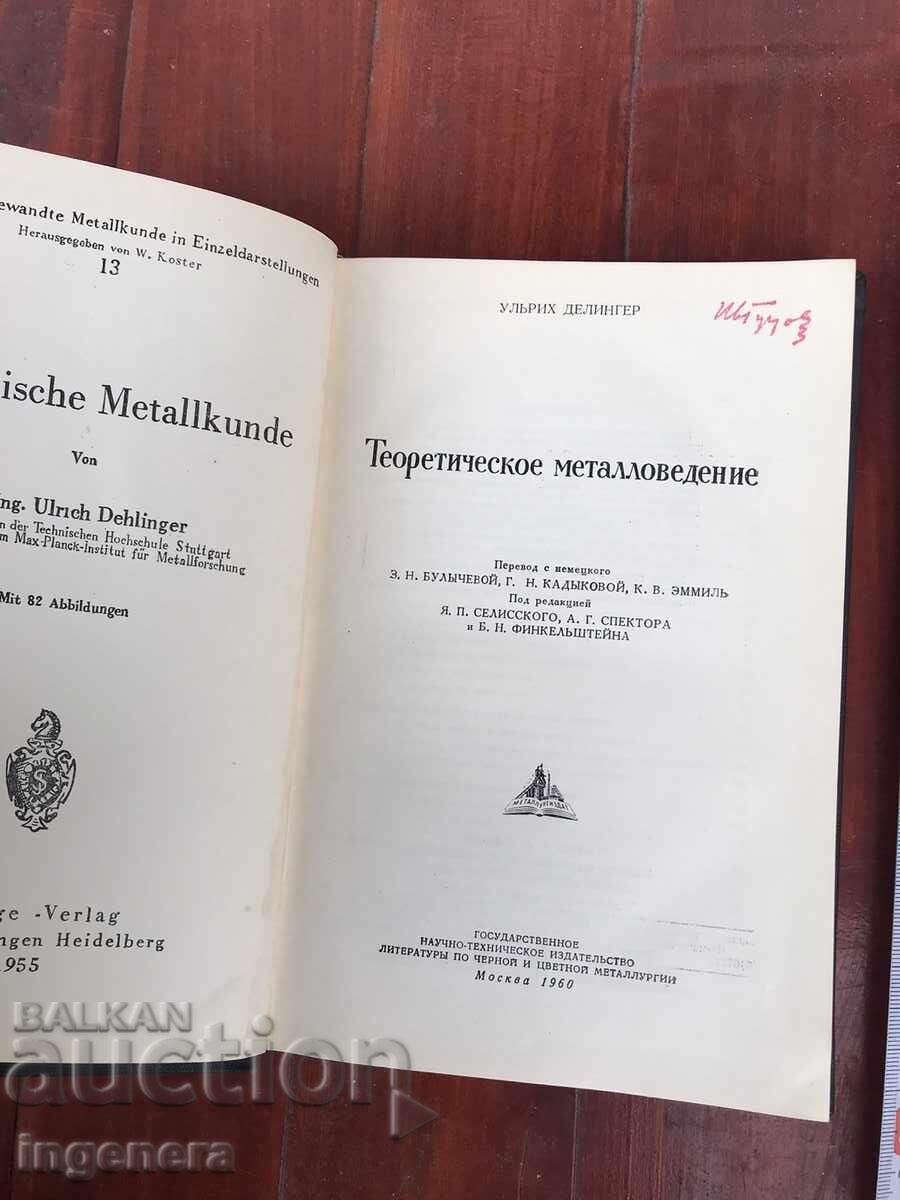 ewandte Metallkunde in Einzeldarstellungen
Herausgegeben von W. Koster
13
ische Metallkunde
Von
ng. Ulrich Dehlinger
n der Technischen Hochschule Stuttgart
m Max-Planck-Institut für Metallforschung
Mit 82 Abbildungen
ge -Verlag
ngen Heidelberg
1955
УЛЬРИХ ДЕЛИНГЕР
Теоретическое металловедение
Перевод с немецкого
З. Н. БУЛЫЧЕВОЙ, Г. Н. КАДЫКОВОЙ, К. В. ЭММИЛЬ
Под редакцией
Я. П. СЕЛИССКОГО, А. Г. СПЕКТОРА
и Б. Н. ФИНКЕЛЬШТЕЙНА
МЕТАЛЛУРГИЗДАТ
ГОСУДАРСТВЕННОЕ
НАУЧНО-ТЕХНИЧЕСКОЕ ИЗДАТЕЛЬСТВО
ЛИТЕРАТУРЫ ПО ЧЕРНОЙ И ЦВЕТНОЙ МЕТАЛЛУРГИИ
Москва 1960
BALKAN
auction
ingenera